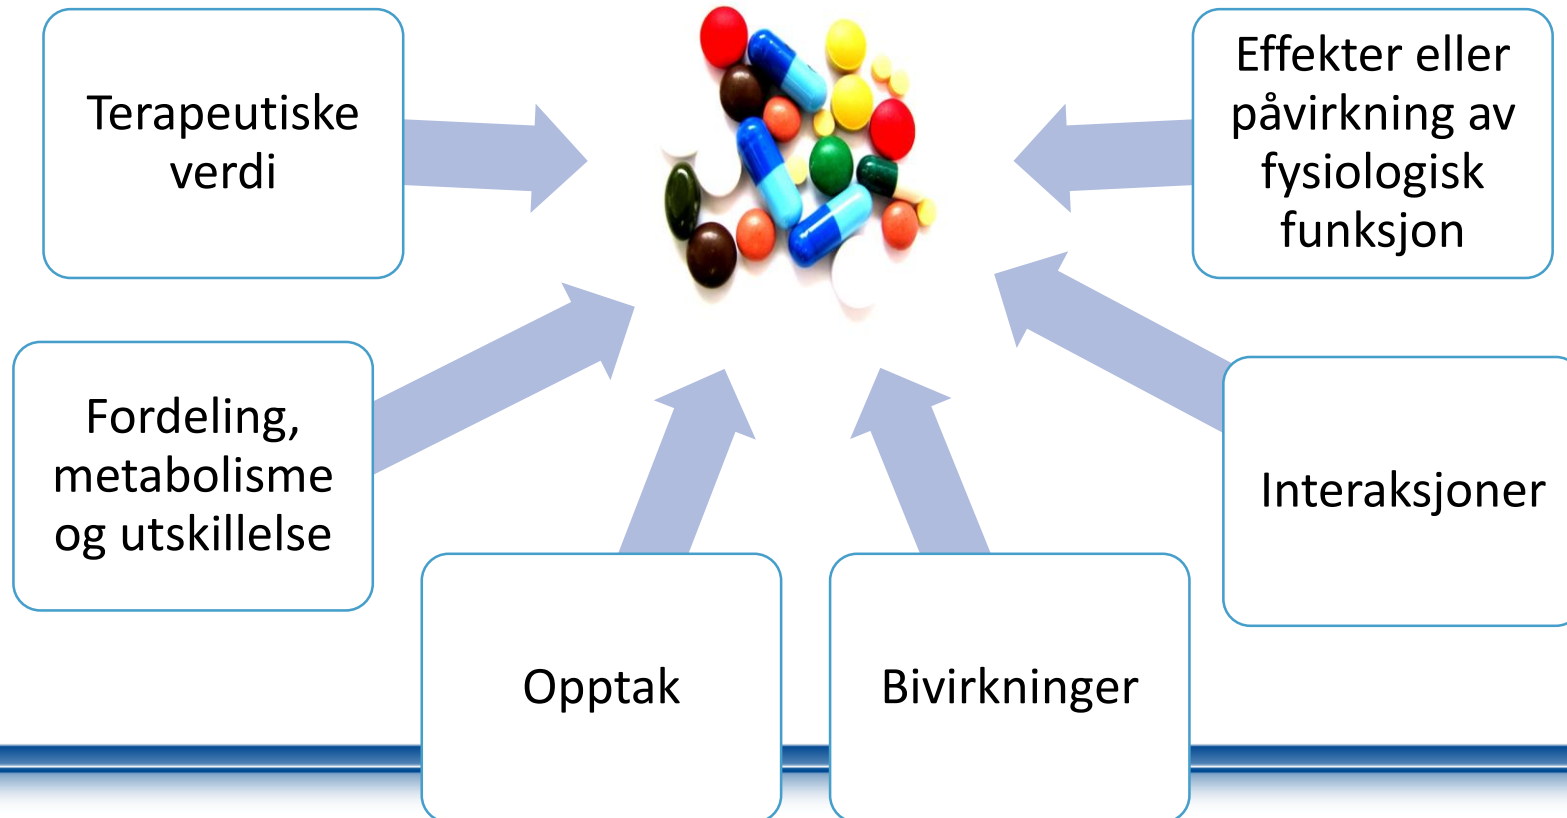 Terapeutiske
verdi
Effekter eller
påvirkning av
fysiologisk
funksjon
Fordeling,
metabolisme
og utskillelse
Interaksjoner
Opptak
Bivirkninger